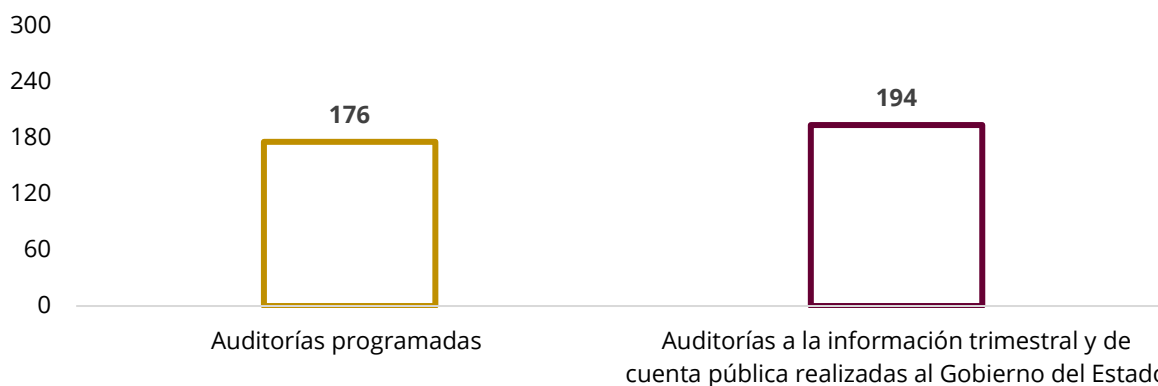 300
240
180
120
60
0
176
194
Auditorías programadas
Auditorías a la información trimestral y de
cuenta pública realizadas al Gobierno del Estado